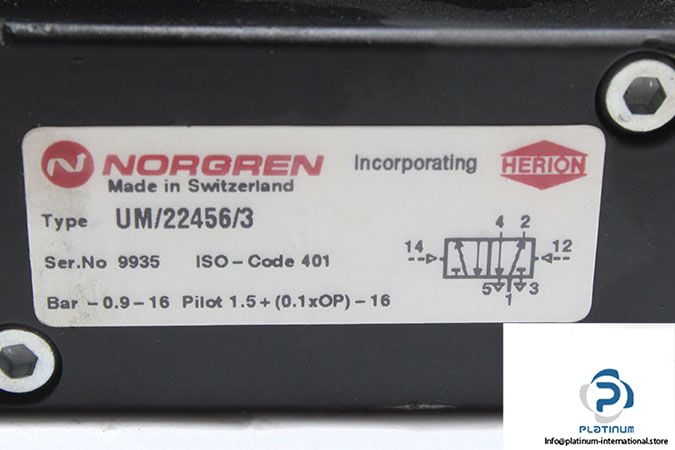 NORGREN Incorporating HERION
Made in Switzerland
Type UM/22456/3
4 2
14 12
Ser.No 9935 ISO-Code 401
5 3
1
Bar -0.9-16 Pilot 1.5+(0.1xOP)-16
PLATINUM
Info@platinum-international.store